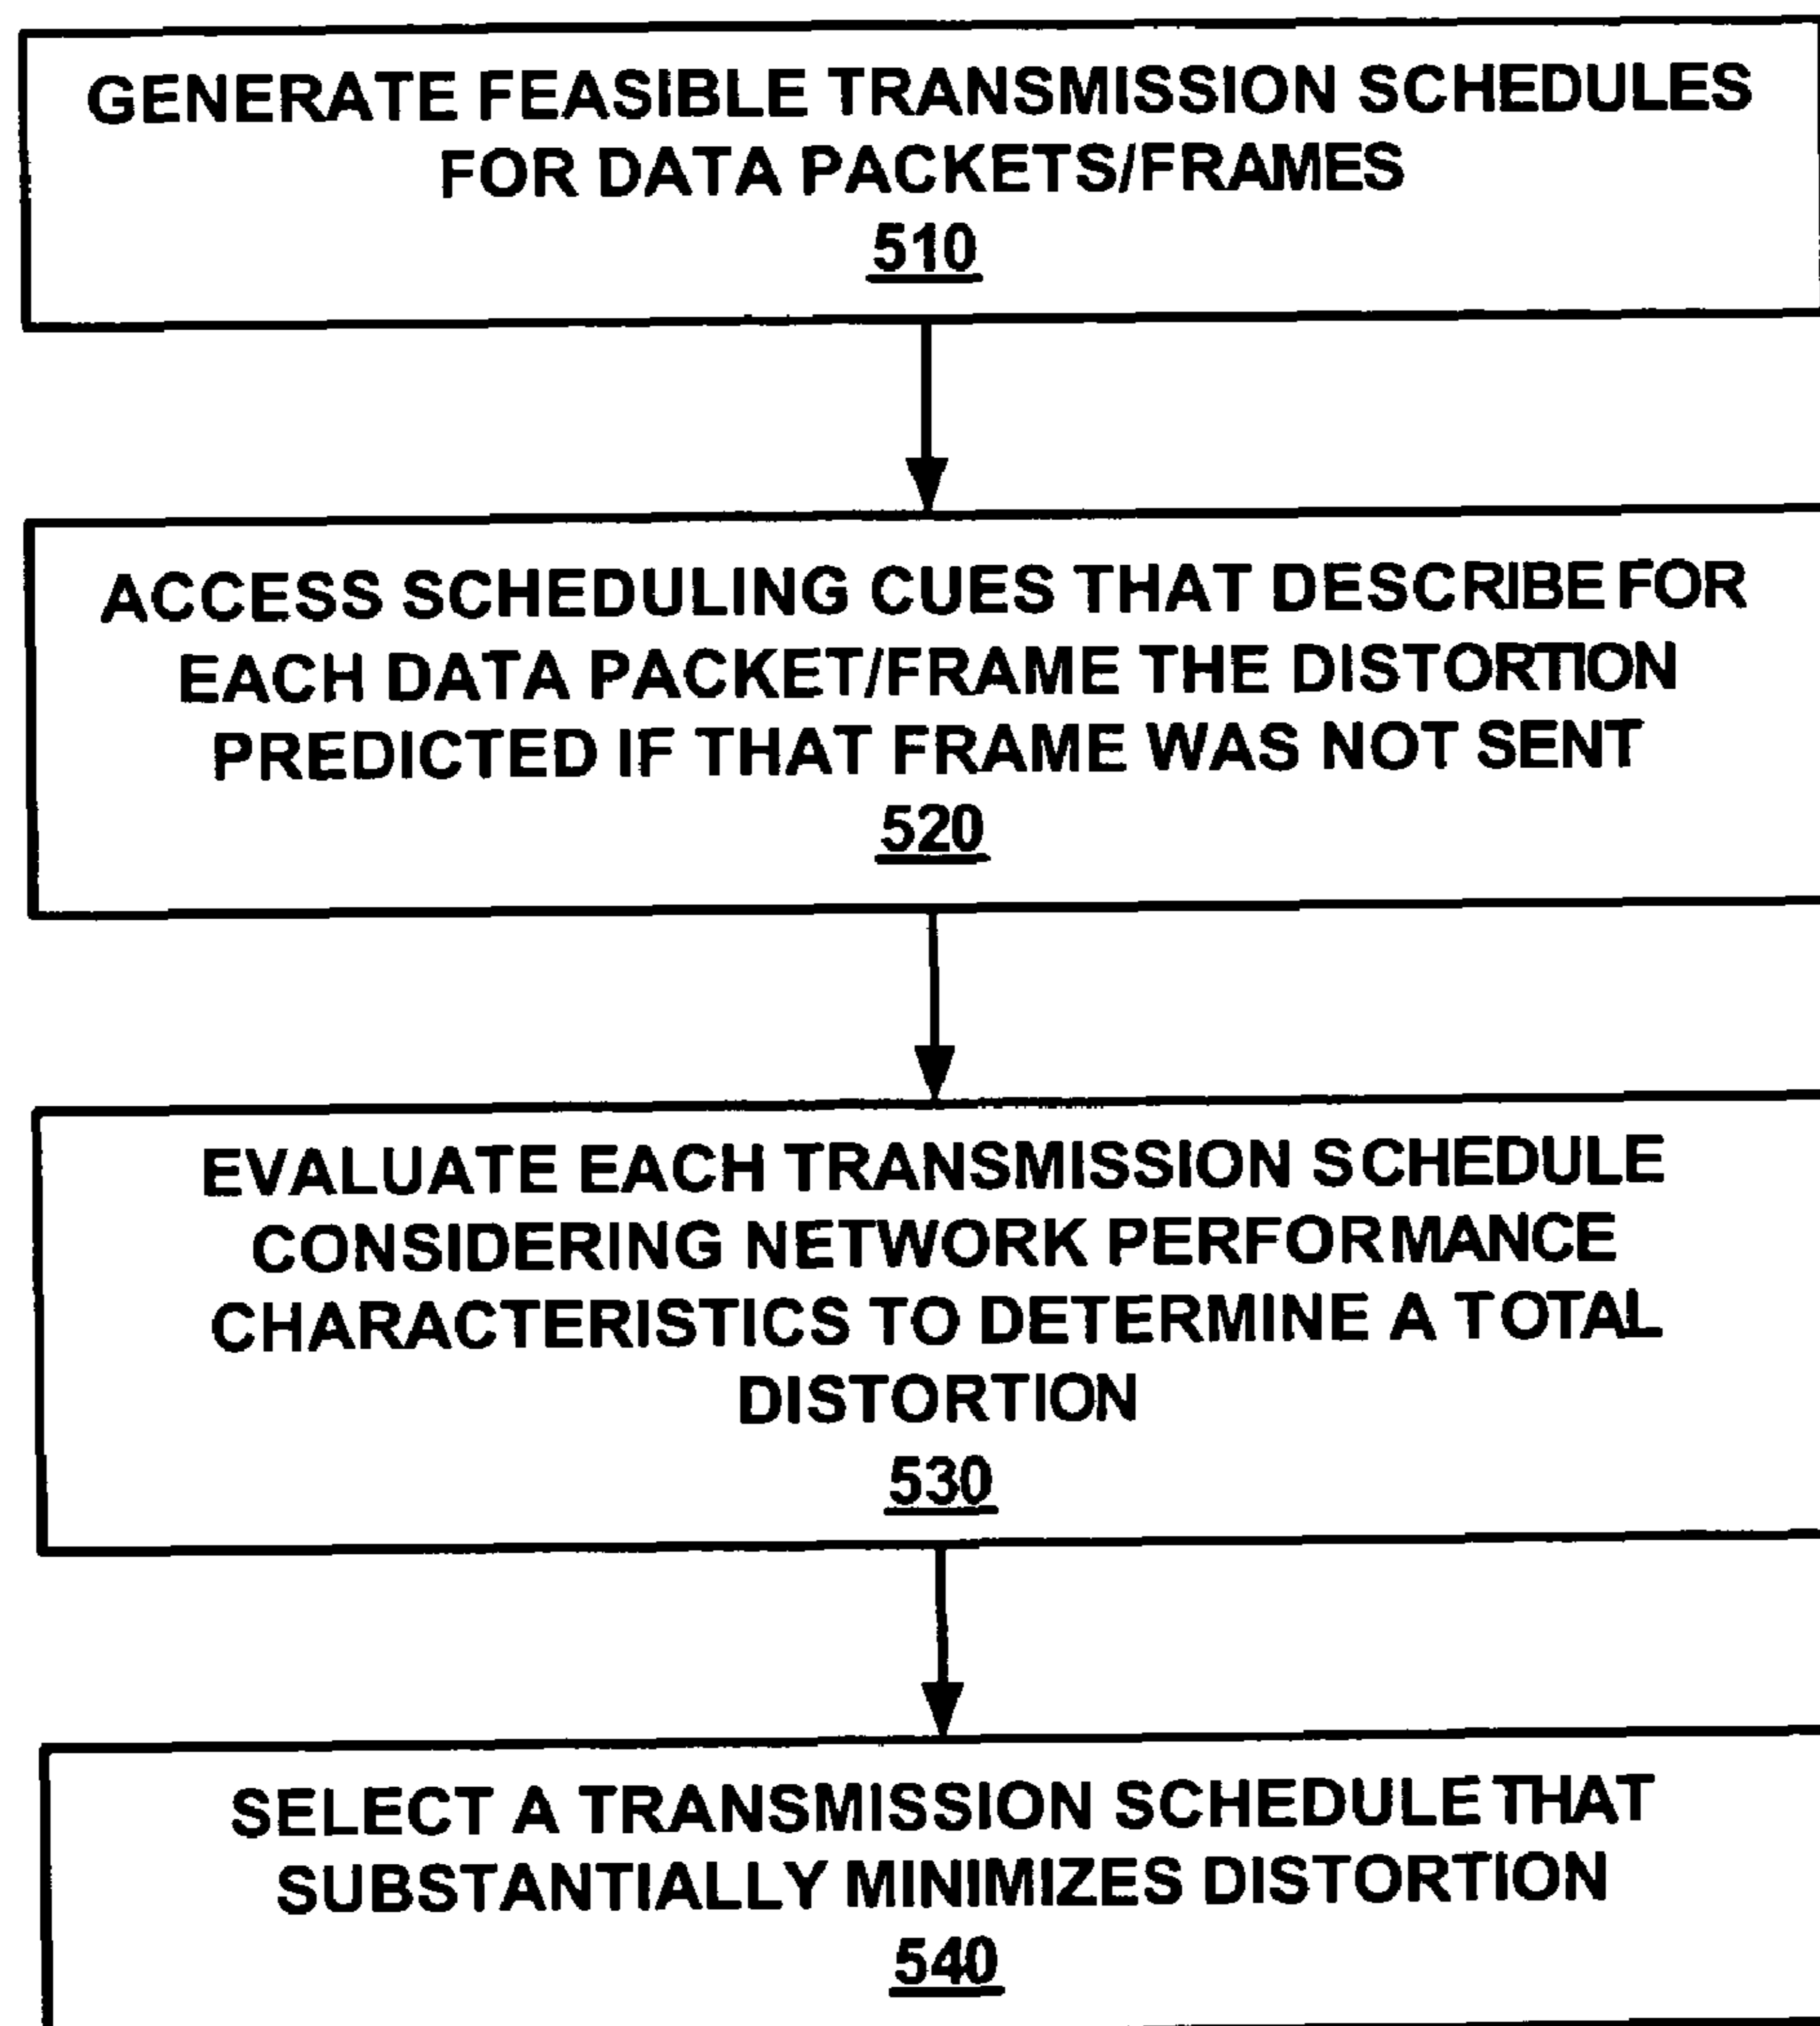 GENERATE FEASIBLE TRANSMISSION SCHEDULES
FOR DATA PACKETS/FRAMES
510
ACCESS SCHEDULING CUES THAT DESCRIBE FOR
EACH DATA PACKET/FRAME THE DISTORTION
PREDICTED IF THAT FRAME WAS NOT SENT
520
EVALUATE EACH TRANSMISSION SCHEDULE
CONSIDERING NETWORK PERFORMANCE
CHARACTERISTICS TO DETERMINE A TOTAL
DISTORTION
530
SELECT A TRANSMISSION SCHEDULE THAT
SUBSTANTIALLY MINIMIZES DISTORTION
540